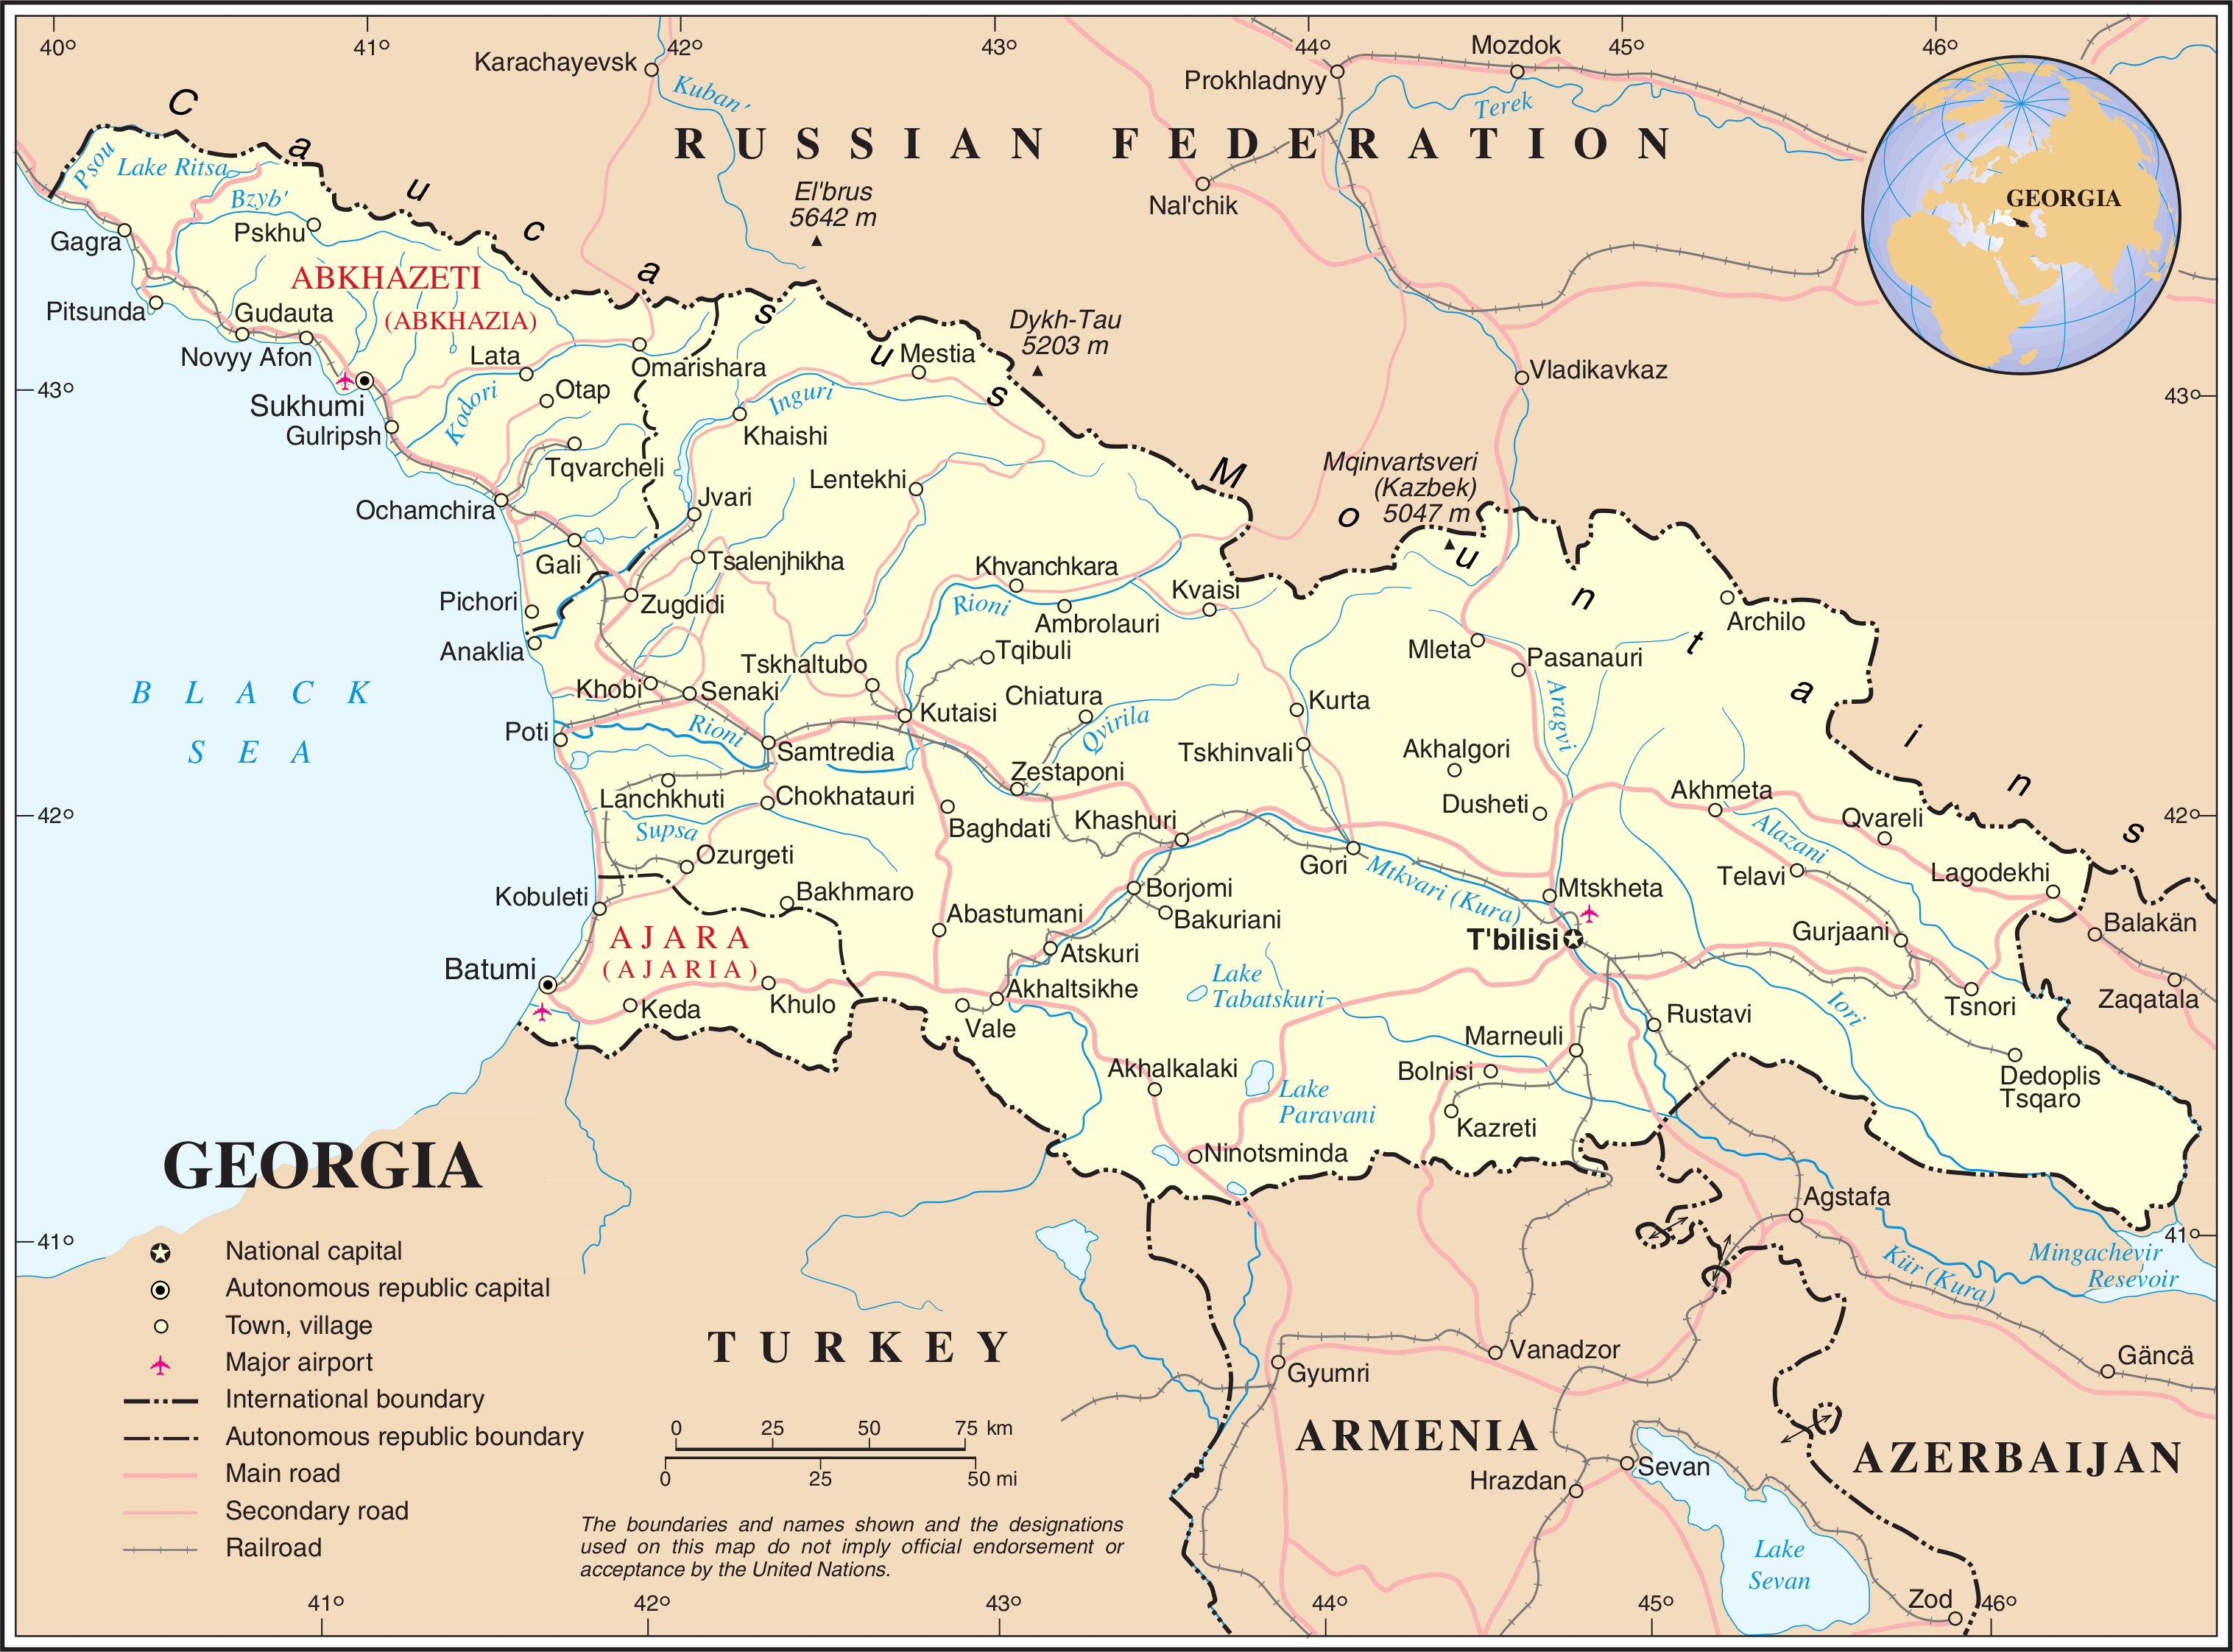 40° 41° 42° 43° 44° 45° 46°
Karachayevsk
Kuban'
Prokhladnyy
Mozdok
Terek
RUSSIAN FEDERATION
Caucasus Mountains
Psou
Lake Ritsa
Bzyb'
Pskhu
Gagra
El'brus
5642 m
Nal'chik
GEORGIA
ABKHAZETI
(ABKHAZIA)
Pitsunda
Gudauta
Novyy Afon
Lata
Omarishara
Mestia
Dykh-Tau
5203 m
Vladikavkaz
43°
43°
Sukhumi
Gulripsh
Kodori
Otap
Inguri
Khaishi
Tqvarcheli
Lentekhi
Jvari
Ochamchira
Mqinvartsveri
(Kazbek)
5047 m
Gali
Tsalenjhikha
Khvanchkara
Kvaisi
Pichori
Zugdidi
Rioni
Ambrolauri
Archilo
Anaklia
Tskhaltubo
Tqibuli
Mleta
Pasanauri
BLACK
SEA
Khobi
Senaki
Chiatura
Kurta
Aragvi
Poti
Rioni
Kutaisi
Qvirila
Samtredia
Tskhinvali
Akhalgori
Zestaponi
Lanchkhuti
Chokhatauri
Dusheti
Akhmeta
42°
42°
Supsa
Baghdati
Khashuri
Qvareli
Alazani
Ozurgeti
Gori
Mtkvari (Kura)
Telavi
Lagodekhi
Kobuleti
Bakhmaro
Borjomi
Bakuriani
Mtskheta
Abastumani
Balakän
AJARA
(AJARIA)
Atskuri
T'bilisi
Gurjaani
Batumi
Lake
Tabatskuri
Akhaltsikhe
Keda
Khulo
Vale
Rustavi
Iori
Tsnori
Zaqatala
Marneuli
Akhalkalaki
Bolnisi
Lake
Paravani
Dedoplis
Tsqaro
Kazreti
Ninotsminda
GEORGIA
Agstafa
41°
41°
National capital
Autonomous republic capital
Town, village
Major airport
International boundary
Autonomous republic boundary
Main road
Secondary road
Railroad
Kür (Kura)
Mingachevir
Resevoir
TURKEY
Gyumri
Vanadzor
Gäncä
0 25 50 75 km
0 25 50 mi
ARMENIA
AZERBAIJAN
Hrazdan
Sevan
The boundaries and names shown and the designations
used on this map do not imply official endorsement or
acceptance by the United Nations.
Lake
Sevan
Zod
41° 42° 43° 44° 45° 46°